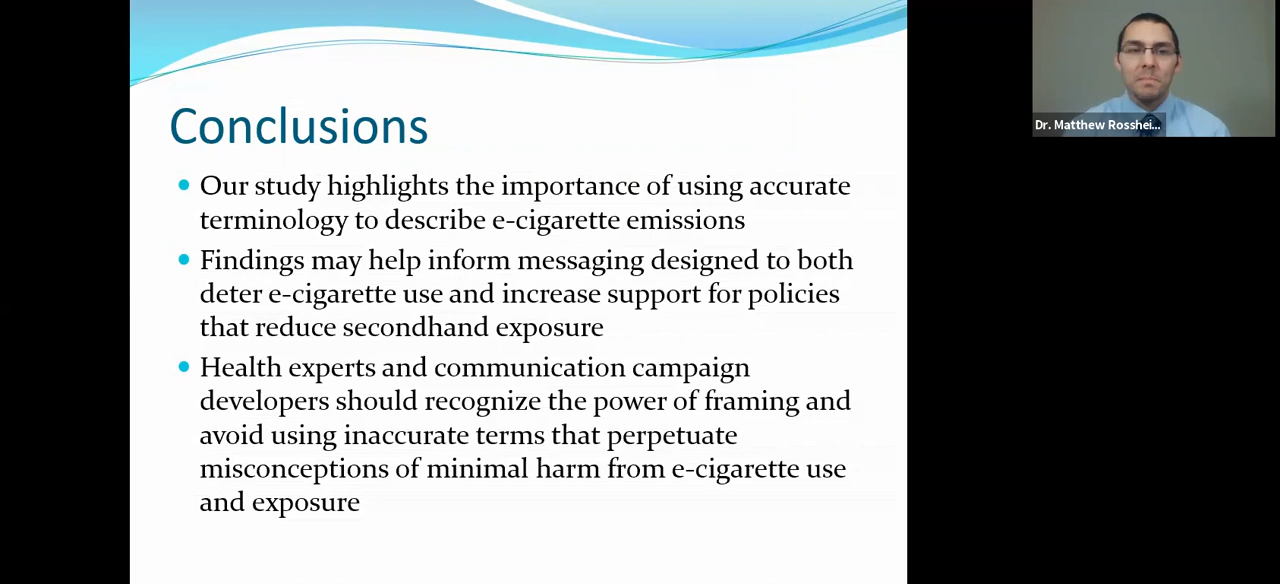 Conclusions
Our study highlights the importance of using accurate
terminology to describe e-cigarette emissions
Findings may help inform messaging designed to both
deter e-cigarette use and increase support for policies
that reduce secondhand exposure
Health experts and communication campaign
developers should recognize the power of framing and
avoid using inaccurate terms that perpetuate
misconceptions of minimal harm from e-cigarette use
and exposure
Dr. Matthew Rosshei...